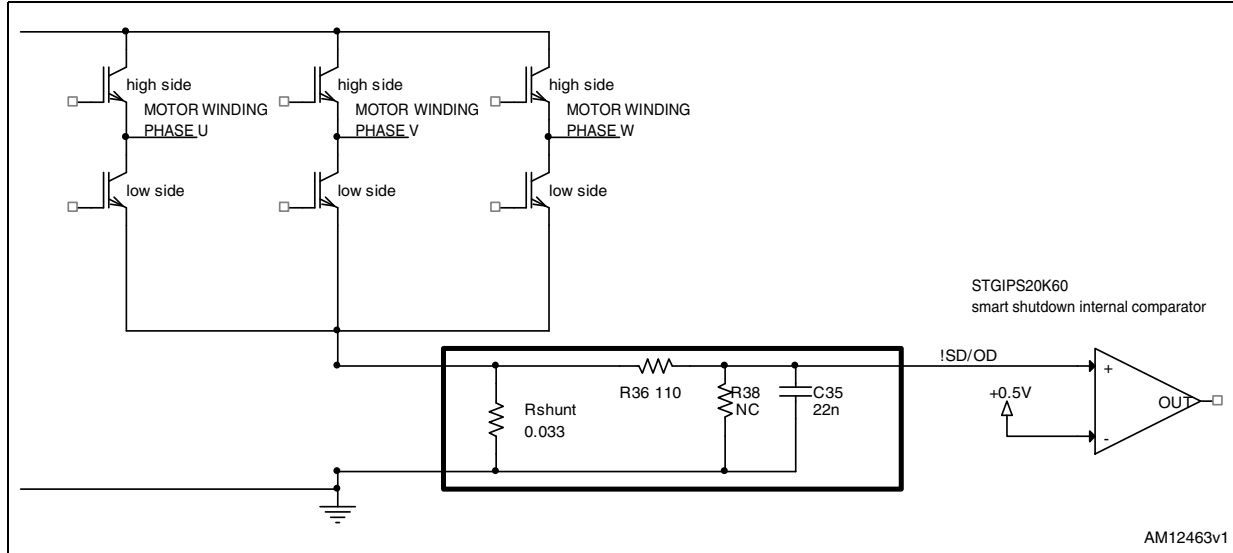 high side
high side
high side
MOTOR WINDING
PHASE U
MOTOR WINDING
PHASE V
MOTOR WINDING
PHASE W
low side
low side
low side
STGIPS20K60
smart shutdown internal comparator
!SD/OD
+
R36 110
R38
NC
C35
22n
+0.5V
OUT
Rshunt
0.033
-
AM12463v1